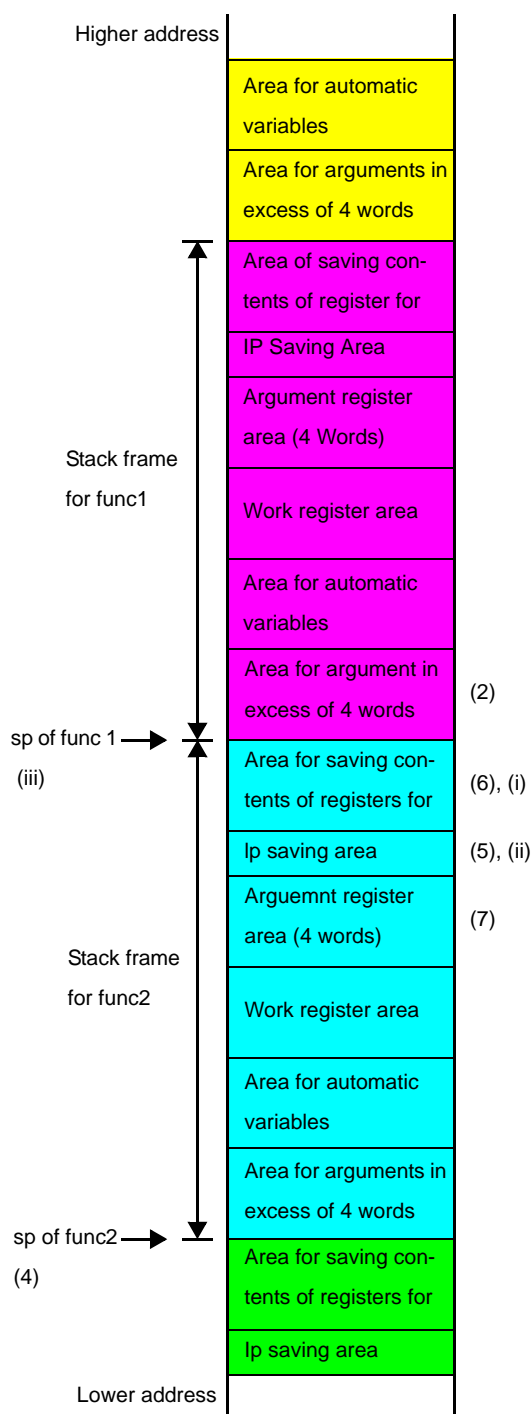 Higher address
Area for automatic
variables
Area for arguments in
excess of 4 words
Area of saving con-
tents of register for
IP Saving Area
Argument register
area (4 Words)
Stack frame
for func1
Work register area
Area for automatic
variables
Area for argument in
excess of 4 words
(2)
sp of func 1
(iii)
Area for saving con-
tents of registers for
(6), (i)
lp saving area
(5), (ii)
Arguemnt register
area (4 words)
(7)
Stack frame
for func2
Work register area
Area for automatic
variables
Area for arguments in
excess of 4 words
sp of func2
(4)
Area for saving con-
tents of registers for
lp saving area
Lower address